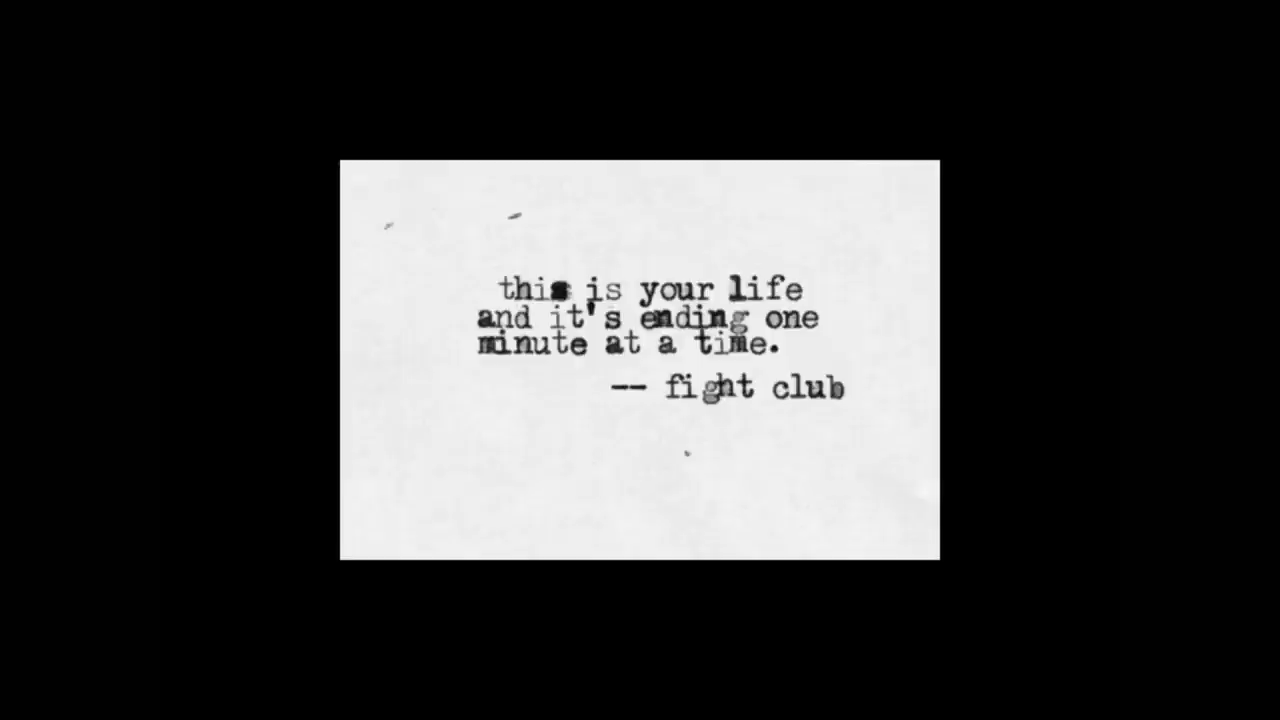 this is your life
and it's ending one
minute at a time.
-- fight club